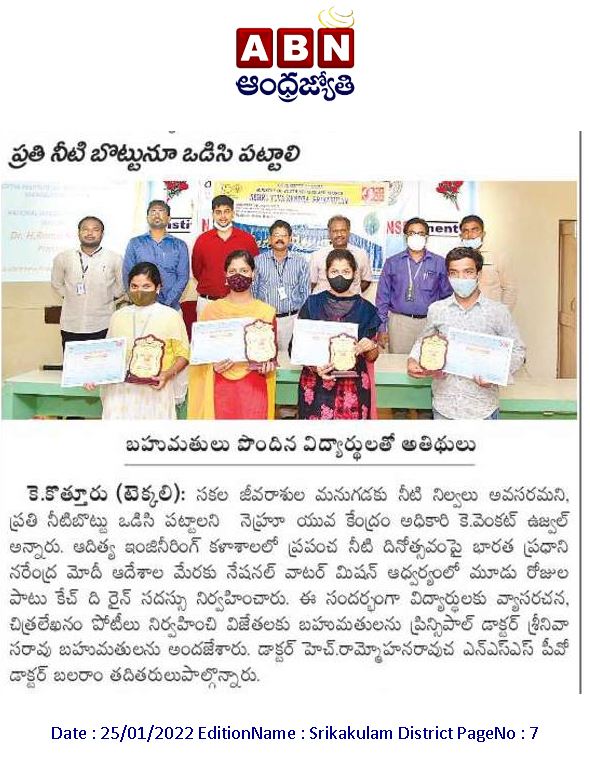 ABN
ఆంధ్రజ్యోతి
ప్రతి నీటి బొట్టునూ ఒడిసి పట్టాలి
NEHRU YUVA KENDRA SRIKAKULAM
బహుమతులు పొందిన విద్యార్థులతో అతిథులు
కె.కొత్తూరు (టెక్కలి): సకల జీవరాశుల మనుగడకు నీటి నిల్వలు అవసరమని,
ప్రతి నీటిబొట్టు ఒడిసి పట్టాలని నెహ్రూ యువ కేంద్రం అధికారి కె.వెంకట్ ఉజ్వల్
అన్నారు. ఆదిత్య ఇంజినీరింగ్ కళాశాలలో ప్రపంచ నీటి దినోత్సవంపై భారత ప్రధాని
నరేంద్ర మోదీ ఆదేశాల మేరకు నేషనల్ వాటర్ మిషన్ ఆధ్వర్యంలో మూడు రోజుల
పాటు కేచ్ ది రైన్ సదస్సు నిర్వహించారు. ఈ సందర్భంగా విద్యార్థులకు వ్యాసరచన,
చిత్రలేఖనం పోటీలు నిర్వహించి విజేతలకు బహుమతులను ప్రిన్సిపాల్ డాక్టర్ శ్రీనివా
సరావు బహుమతులను అందజేశారు. డాక్టర్ హెచ్.రామ్మోహనరావుచ ఎన్ఎస్ఎస్ పీవో
డాక్టర్ బలరాం తదితరులుపాల్గొన్నారు.
Date : 25/01/2022 EditionName : Srikakulam District PageNo : 7